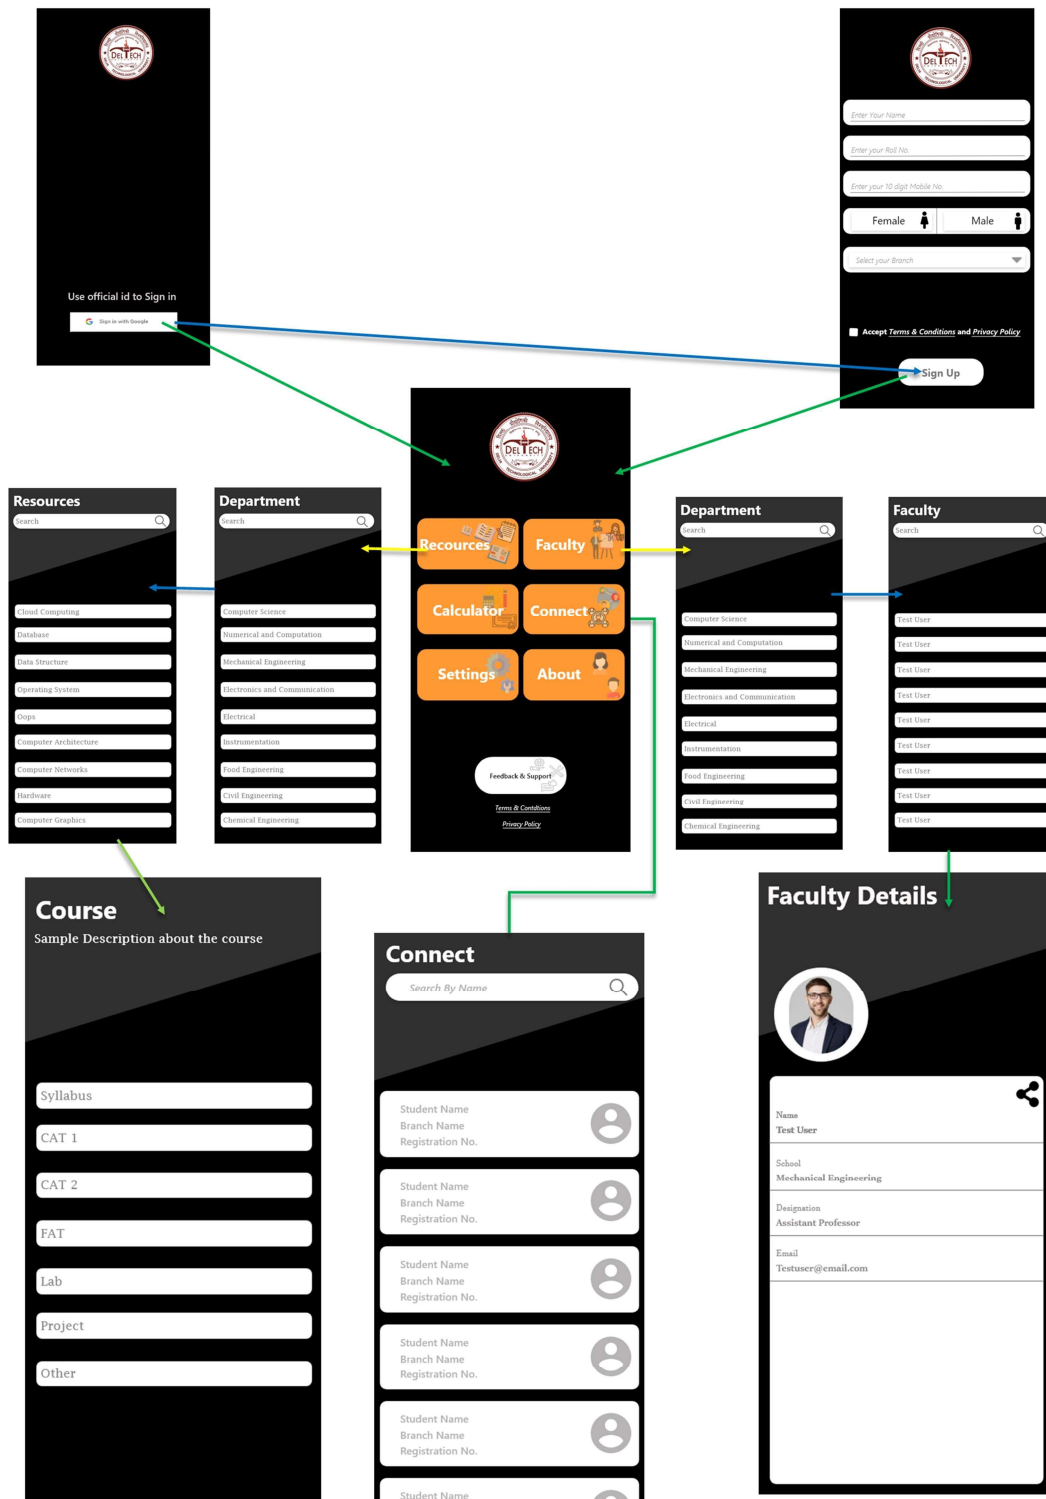 DELTECH
Use official id to Sign in
Sign in with Google
DELTECH
Enter Your Name
Enter your Roll No.
Enter your 10 digit Mobile No.
Female
Male
Select your Branch
Accept Terms & Conditions and Privacy Policy
Sign Up
Resources
Search
Cloud Computing
Database
Data Structure
Operating System
Oops
Computer Architecture
Computer Networks
Hardware
Computer Graphics
Department
Search
Computer Science
Numerical and Computation
Mechanical Engineering
Electronics and Communication
Electrical
Instrumentation
Food Engineering
Civil Engineering
Chemical Engineering
DELTECH
TECHNOLOGICAL UNIVERSITY
Recources
Faculty
Calculator
Connect
Settings
About
Feedback & Support
Terms & Contdtions
Privacy Policy
Department
Search
Computer Science
Numerical and Computation
Mechanical Engineering
Electronics and Communication
Electrical
Instrumentation
Food Engineering
Civil Engineering
Chemical Engineering
Faculty
Search
Test User
Test User
Test User
Test User
Test User
Test User
Test User
Test User
Test User
Course
Sample Description about the course
Syllabus
CAT 1
CAT 2
FAT
Lab
Project
Other
Connect
Search By Name
Student Name
Branch Name
Registration No.
Student Name
Branch Name
Registration No.
Student Name
Branch Name
Registration No.
Student Name
Branch Name
Registration No.
Student Name
Branch Name
Registration No.
Student Name
Faculty Details
Name
Test User
School
Mechanical Engineering
Designation
Assistant Professor
Email
Testuser@email.com